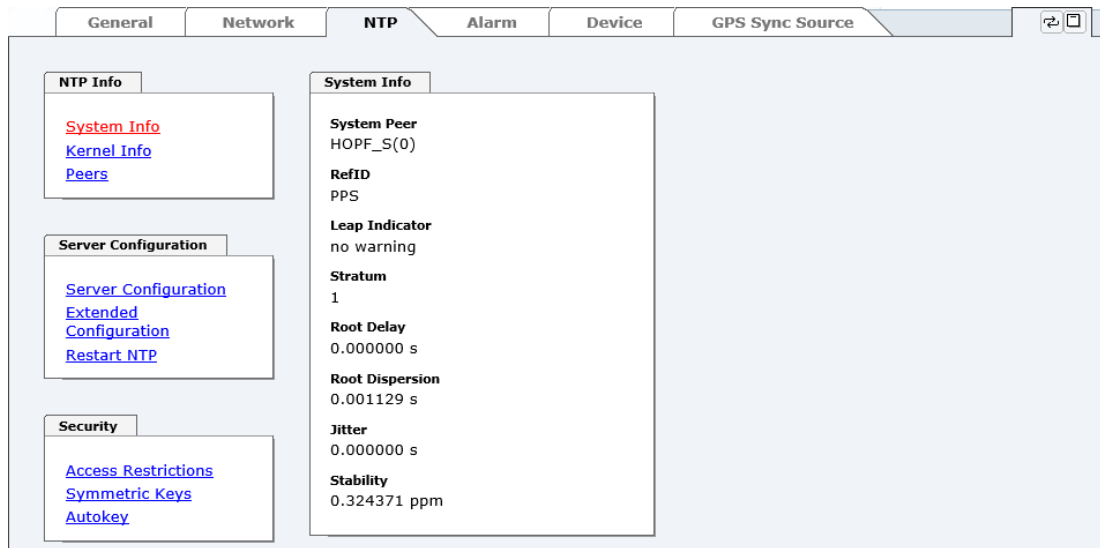 General Network NTP Alarm Device GPS Sync Source
NTP Info
System Info
Kernel Info
Peers
Server Configuration
Server Configuration
Extended
Configuration
Restart NTP
Security
Access Restrictions
Symmetric Keys
Autokey
System Info
System Peer
HOPF_S(0)
RefID
PPS
Leap Indicator
no warning
Stratum
1
Root Delay
0.000000 s
Root Dispersion
0.001129 s
Jitter
0.000000 s
Stability
0.324371 ppm